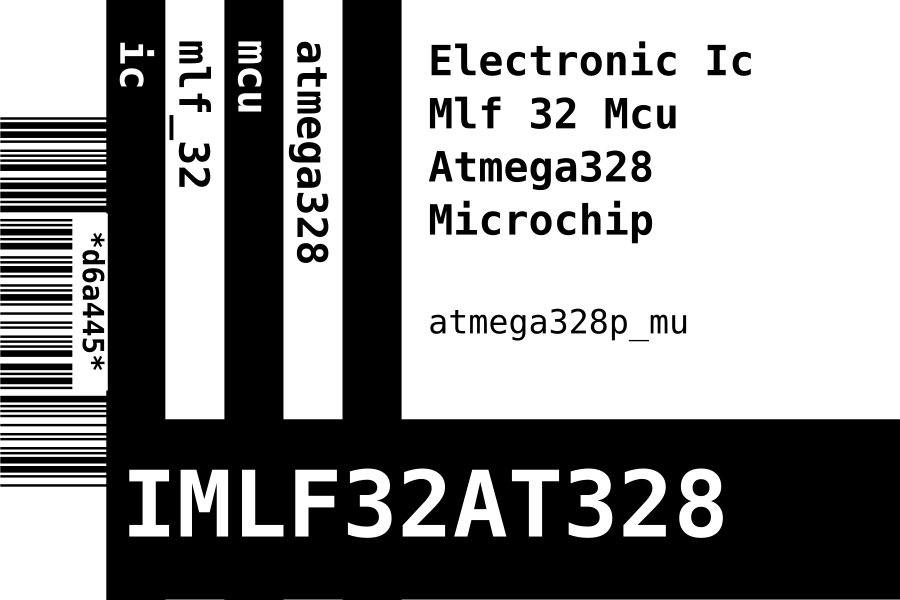 *d6a445*
ic
mlf_32
mcu
atmega328
Electronic Ic
Mlf 32 Mcu
Atmega328
Microchip
atmega328p_mu
IMLF32AT328